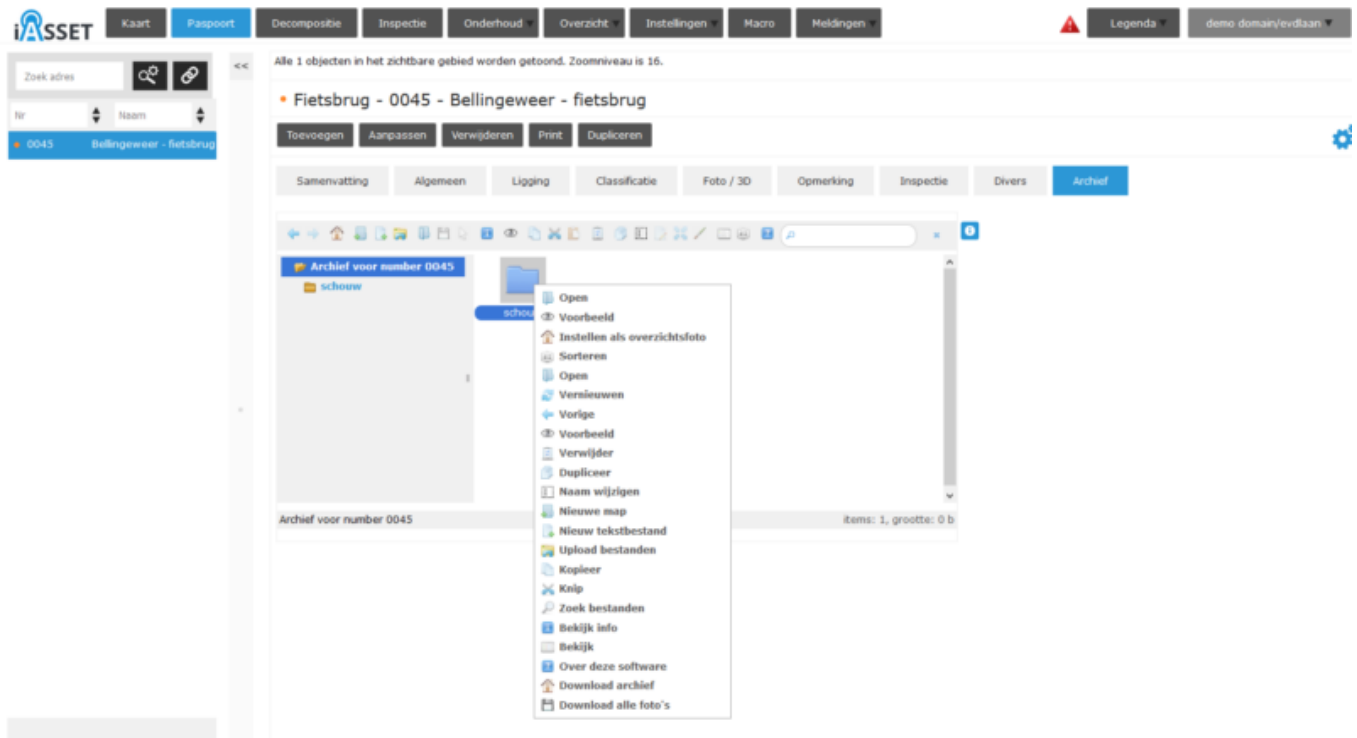 iASSET Kaart Paspoort Decompositie Inspectie Onderhoud Overzicht Instellingen Macro Meldingen Legenda demo domain/evdlaan
Zoek adres
<<
Alle 1 objecten in het zichtbare gebied worden getoond. Zoomniveau is 16.
Nr Naam
• Fietsbrug - 0045 - Bellingeweer - fietsbrug
0045 Bellingeweer - fietsbrug
Toevoegen Aanpassen Verwijderen Print Dupliceren
Samenvatting Algemeen Ligging Classificatie Foto / 3D Opmerking Inspectie Divers Archief
Archief voor number 0045
schouw
schou
Open
Voorbeeld
Instellen als overzichtsfoto
Sorteren
Open
Vernieuwen
Vorige
Voorbeeld
Verwijder
Dupliceer
Naam wijzigen
Nieuwe map
Nieuw tekstbestand
Upload bestanden
Kopieer
Knip
Zoek bestanden
Bekijk info
Bekijk
Over deze software
Download archief
Download alle foto's
Archief voor number 0045 items: 1, grootte: 0 b